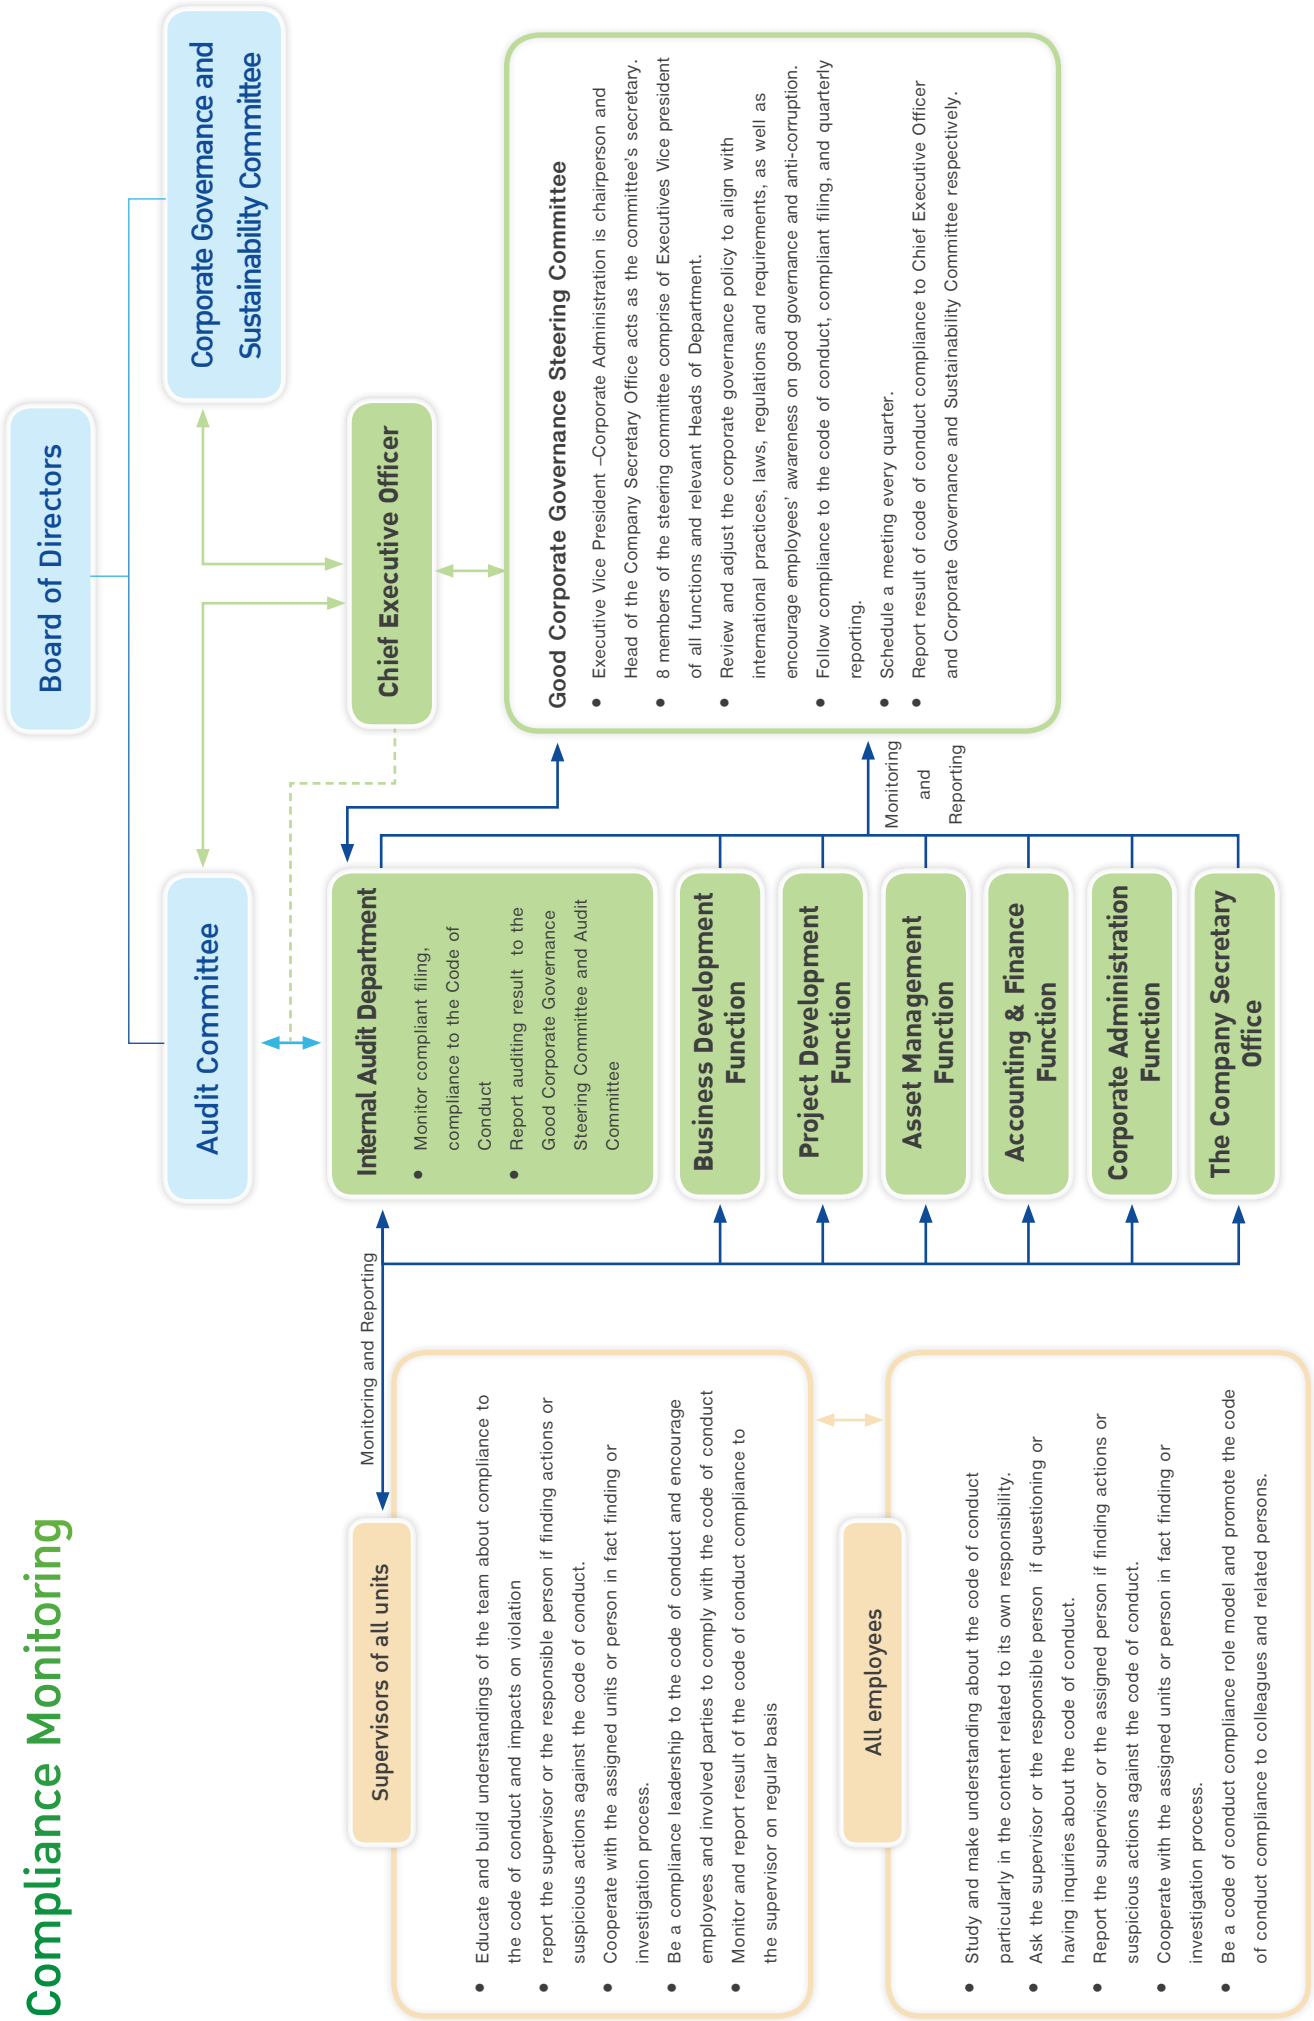 Compliance Monitoring
Board of Directors
Audit Committee
Corporate Governance and
Sustainability Committee
Chief Executive Officer
Supervisors of all units
• Educate and build understandings of the team about compliance to
the code of conduct and impacts on violation
• report the supervisor or the responsible person if finding actions or
suspicious actions against the code of conduct.
• Cooperate with the assigned units or person in fact finding or
investigation process.
• Be a compliance leadership to the code of conduct and encourage
employees and involved parties to comply with the code of conduct
• Monitor and report result of the code of conduct compliance to
the supervisor on regular basis
All employees
• Study and make understanding about the code of conduct
particularly in the content related to its own responsibility.
• Ask the supervisor or the responsible person if questioning or
having inquiries about the code of conduct.
• Report the supervisor or the assigned person if finding actions or
suspicious actions against the code of conduct.
• Cooperate with the assigned units or person in fact finding or
investigation process.
• Be a code of conduct compliance role model and promote the code
of conduct compliance to colleagues and related persons.
Monitoring and Reporting
Internal Audit Department
• Monitor compliant filing,
compliance to the Code of
Conduct
• Report auditing result to the
Good Corporate Governance
Steering Committee and Audit
Committee
Business Development
Function
Project Development
Function
Asset Management
Function
Accounting & Finance
Function
Corporate Administration
Function
The Company Secretary
Office
Monitoring
and
Reporting
Good Corporate Governance Steering Committee
• Executive Vice President –Corporate Administration is chairperson and
Head of the Company Secretary Office acts as the committee's secretary.
• 8 members of the steering committee comprise of Executives Vice president
of all functions and relevant Heads of Department.
• Review and adjust the corporate governance policy to align with
international practices, laws, regulations and requirements, as well as
encourage employees' awareness on good governance and anti-corruption.
• Follow compliance to the code of conduct, compliant filing, and quarterly
reporting.
• Schedule a meeting every quarter.
• Report result of code of conduct compliance to Chief Executive Officer
and Corporate Governance and Sustainability Committee respectively.